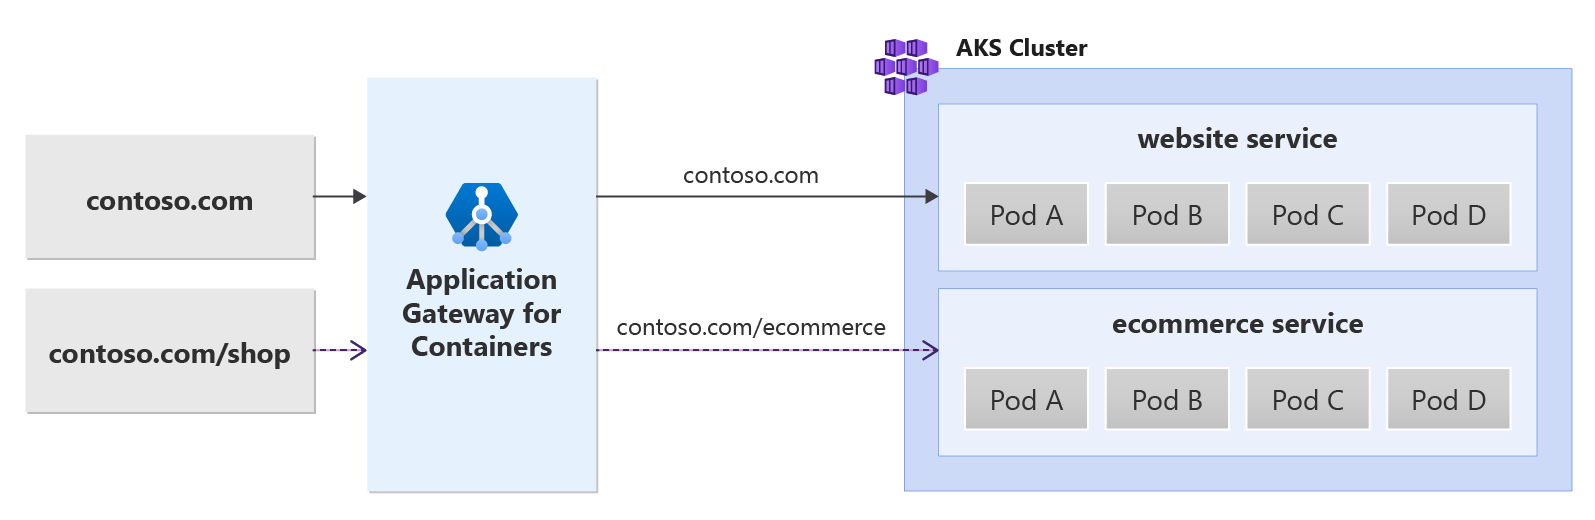 AKS Cluster
contoso.com
contoso.com/shop
Application
Gateway for
Containers
contoso.com
contoso.com/ecommerce
website service
Pod A
Pod B
Pod C
Pod D
ecommerce service
Pod A
Pod B
Pod C
Pod D